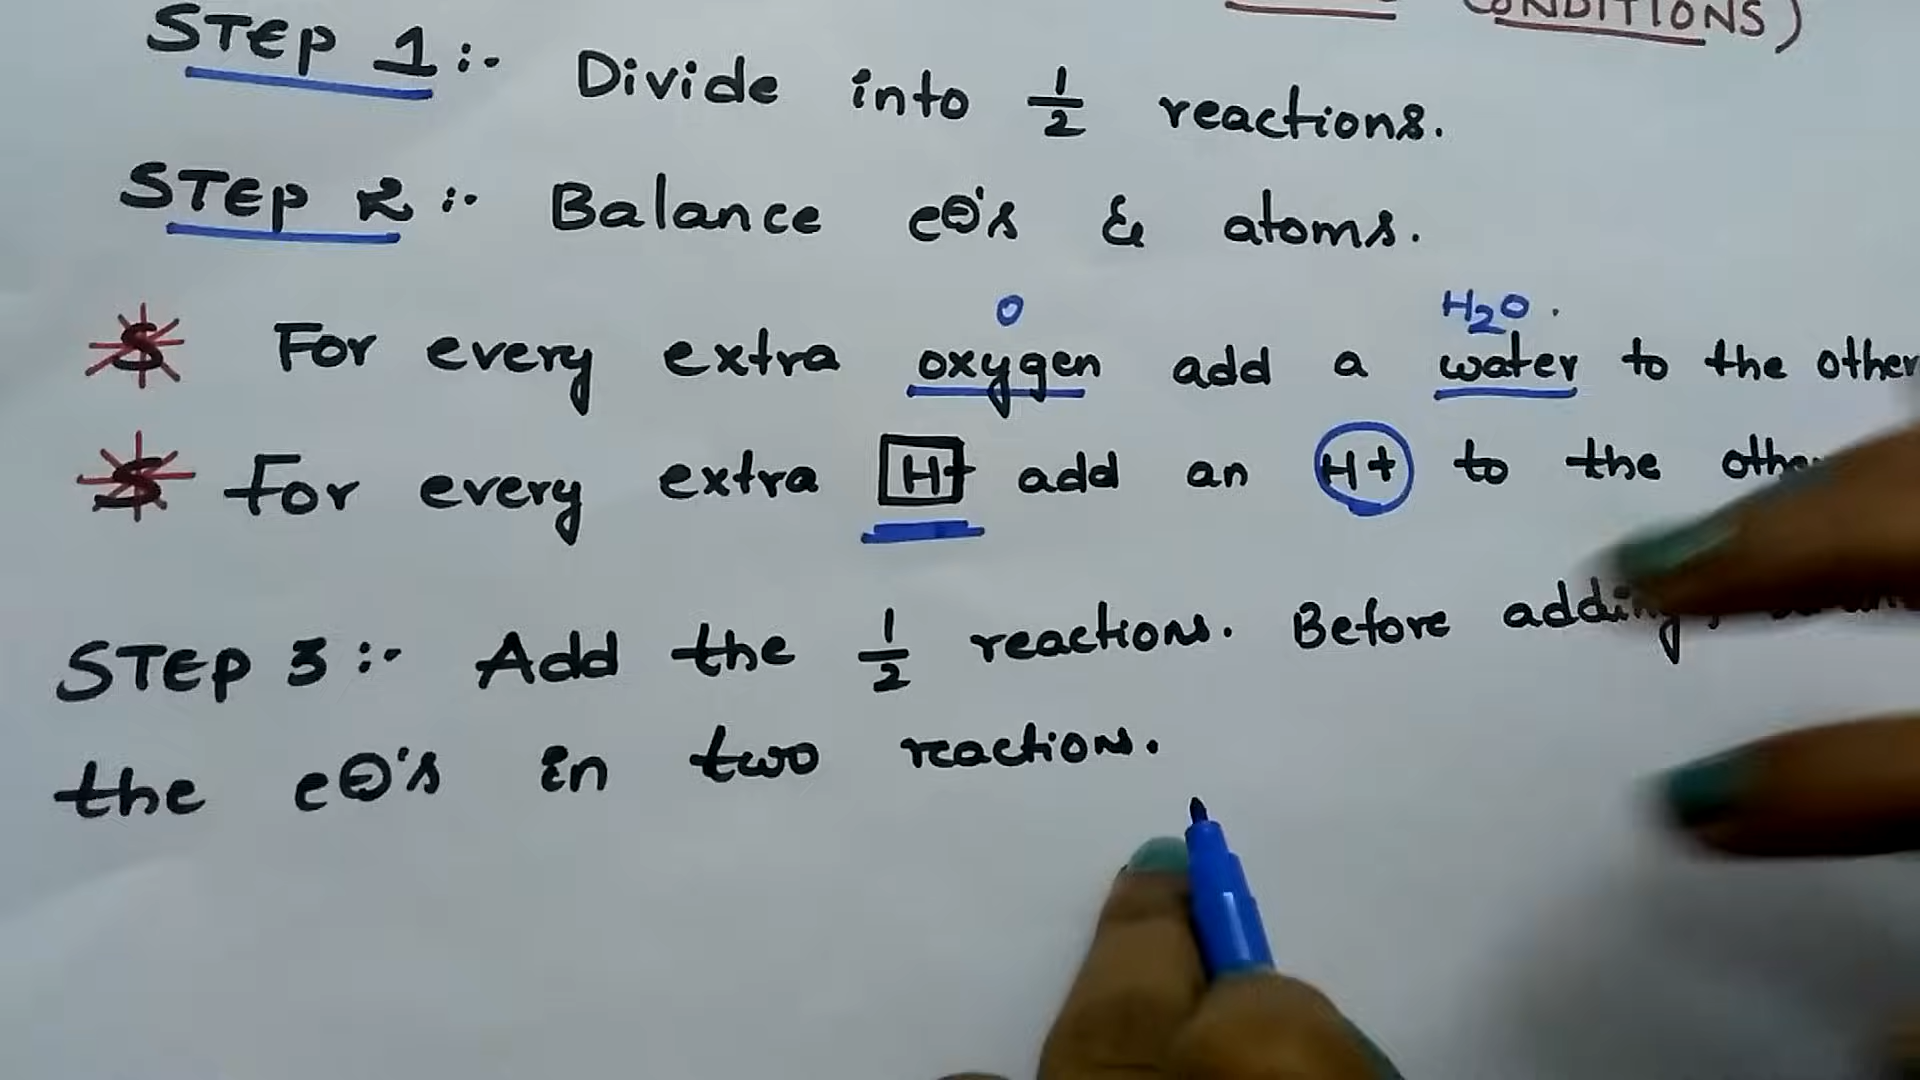 CONDITIONS)
STEP 1:- Divide into 1/2 reactions.
STEP 2:- Balance e⊖'s & atoms.
O H2O.
$ For every extra oxygen add a water to the other
$ For every extra H+ add an H+ to the
STEP 3:- Add the 1/2 reactions. Before adding,
the e⊖'s in two reactions.